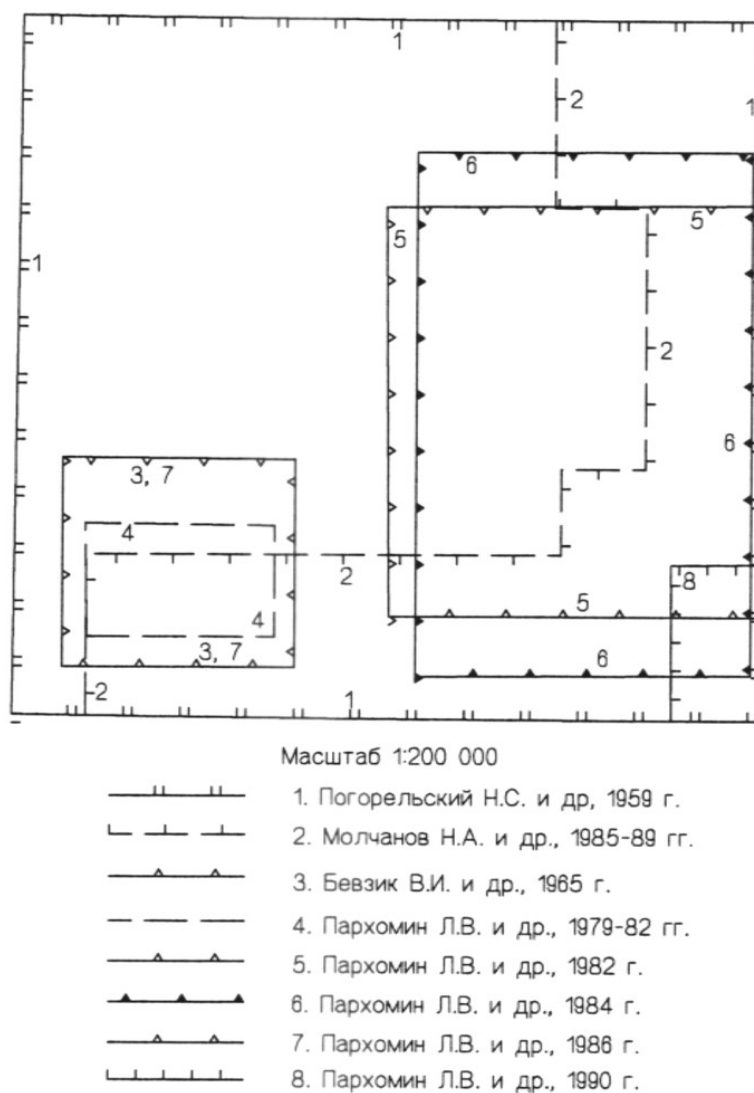 1
2
1
6
5
5
1
2
6
3, 7
4
8
2
5
4
3, 7
6
2
1
Масштаб 1:200 000
1. Погорельский Н.С. и др, 1959 г.
2. Молчанов Н.А. и др., 1985-89 гг.
3. Бевзик В.И. и др., 1965 г.
4. Пархомин Л.В. и др., 1979-82 гг.
5. Пархомин Л.В. и др., 1982 г.
6. Пархомин Л.В. и др., 1984 г.
7. Пархомин Л.В. и др., 1986 г.
8. Пархомин Л.В. и др., 1990 г.